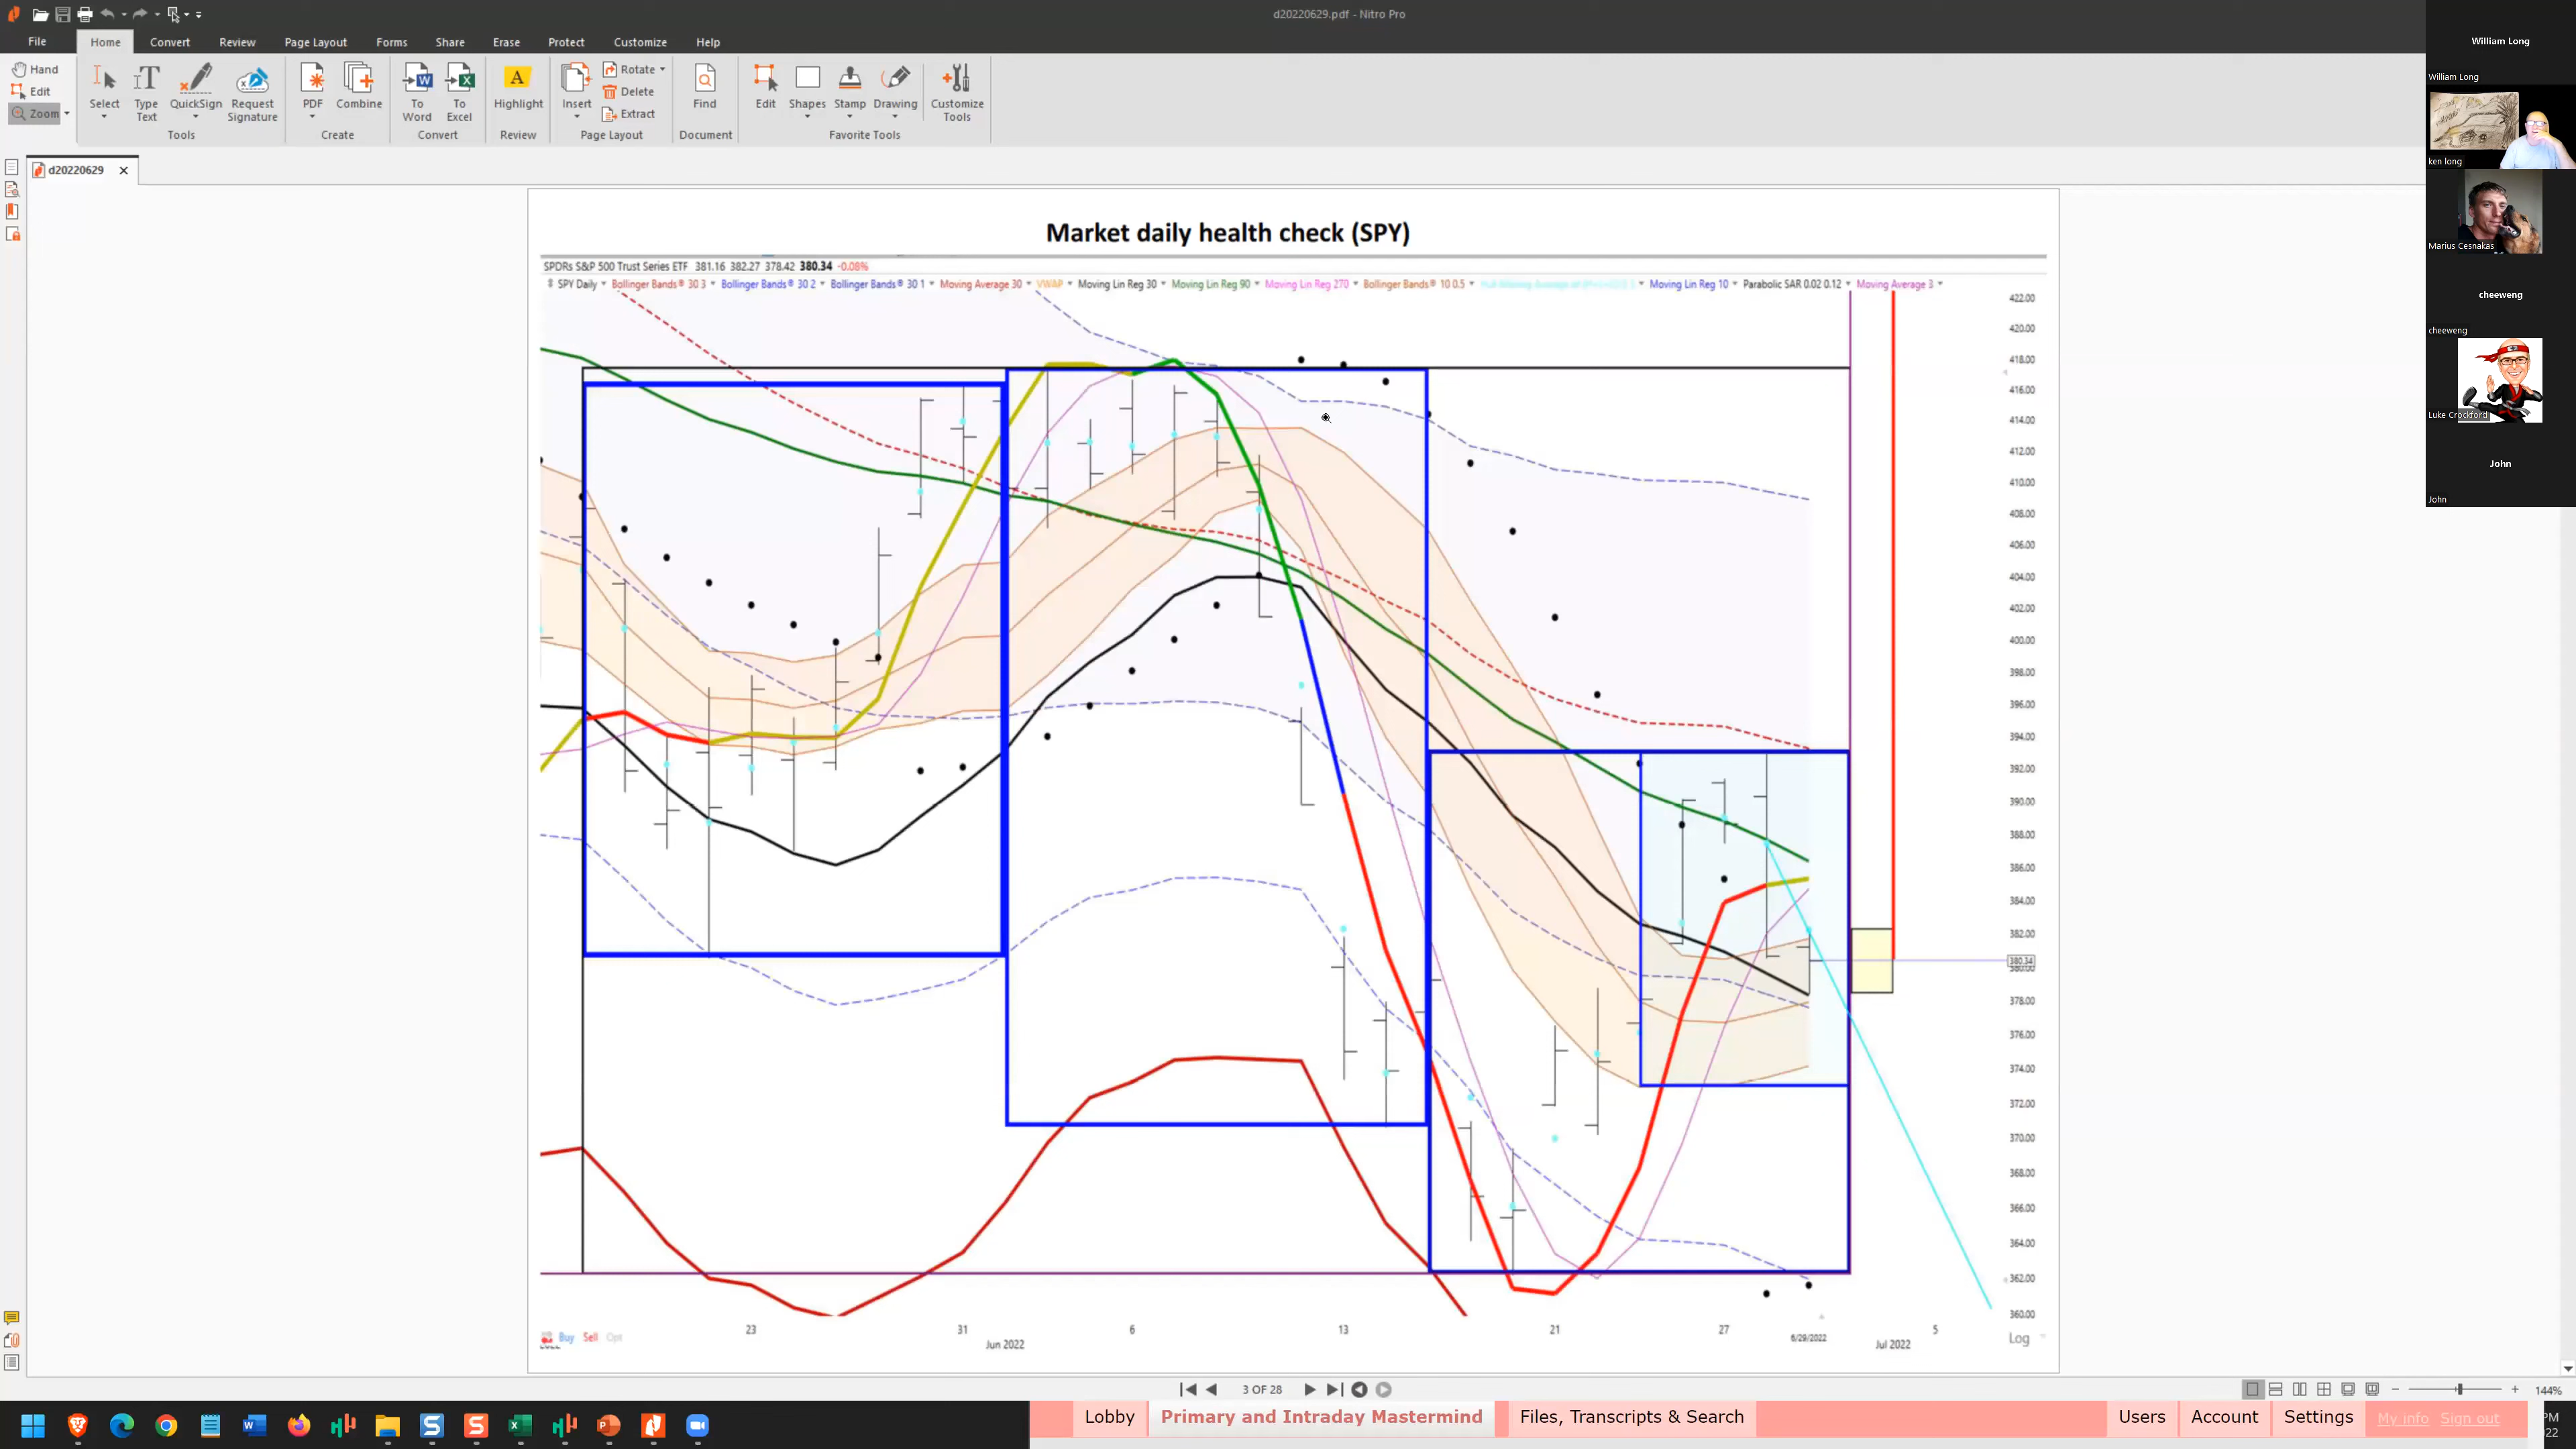 d20220629.pdf - Nitro Pro
File Home Convert Review Page Layout Forms Share Erase Protect Customize Help
Hand
Edit
Zoom
Select
Type Text
QuickSign
Request Signature
Tools
PDF
Combine
Create
To Word
To Excel
Convert
Highlight
Review
Insert
Rotate
Delete
Extract
Page Layout
Find
Document
Edit
Shapes
Stamp
Drawing
Customize Tools
Favorite Tools
d20220629
William Long
William Long
ken long
Marius Cesnakas
cheeweng
cheeweng
Luke Crockford
John
John
Market daily health check (SPY)
SPDRs S&P 500 Trust Series ETF 381.16 382.27 378.42 380.34 -0.08%
SPY Daily Bollinger Bands® 30 3 Bollinger Bands® 30 2 Bollinger Bands® 30 1 Moving Average 30 VWAP Moving Lin Reg 30 Moving Lin Reg 90 Moving Lin Reg 270 Bollinger Bands® 10 0.5 Moving Lin Reg 10 Parabolic SAR 0.02 0.12 Moving Average 3
422.00
420.00
418.00
416.00
414.00
412.00
410.00
408.00
406.00
404.00
402.00
400.00
398.00
396.00
394.00
392.00
390.00
388.00
386.00
384.00
382.00
380.34
380.00
378.00
376.00
374.00
372.00
370.00
368.00
366.00
364.00
362.00
360.00
23 31 6 13 21 27 6/29/2022 5
Buy Sell Opt
Jun 2022 Jul 2022
Log
3 OF 28
144%
Lobby Primary and Intraday Mastermind Files, Transcripts & Search Users Account Settings My info Sign out